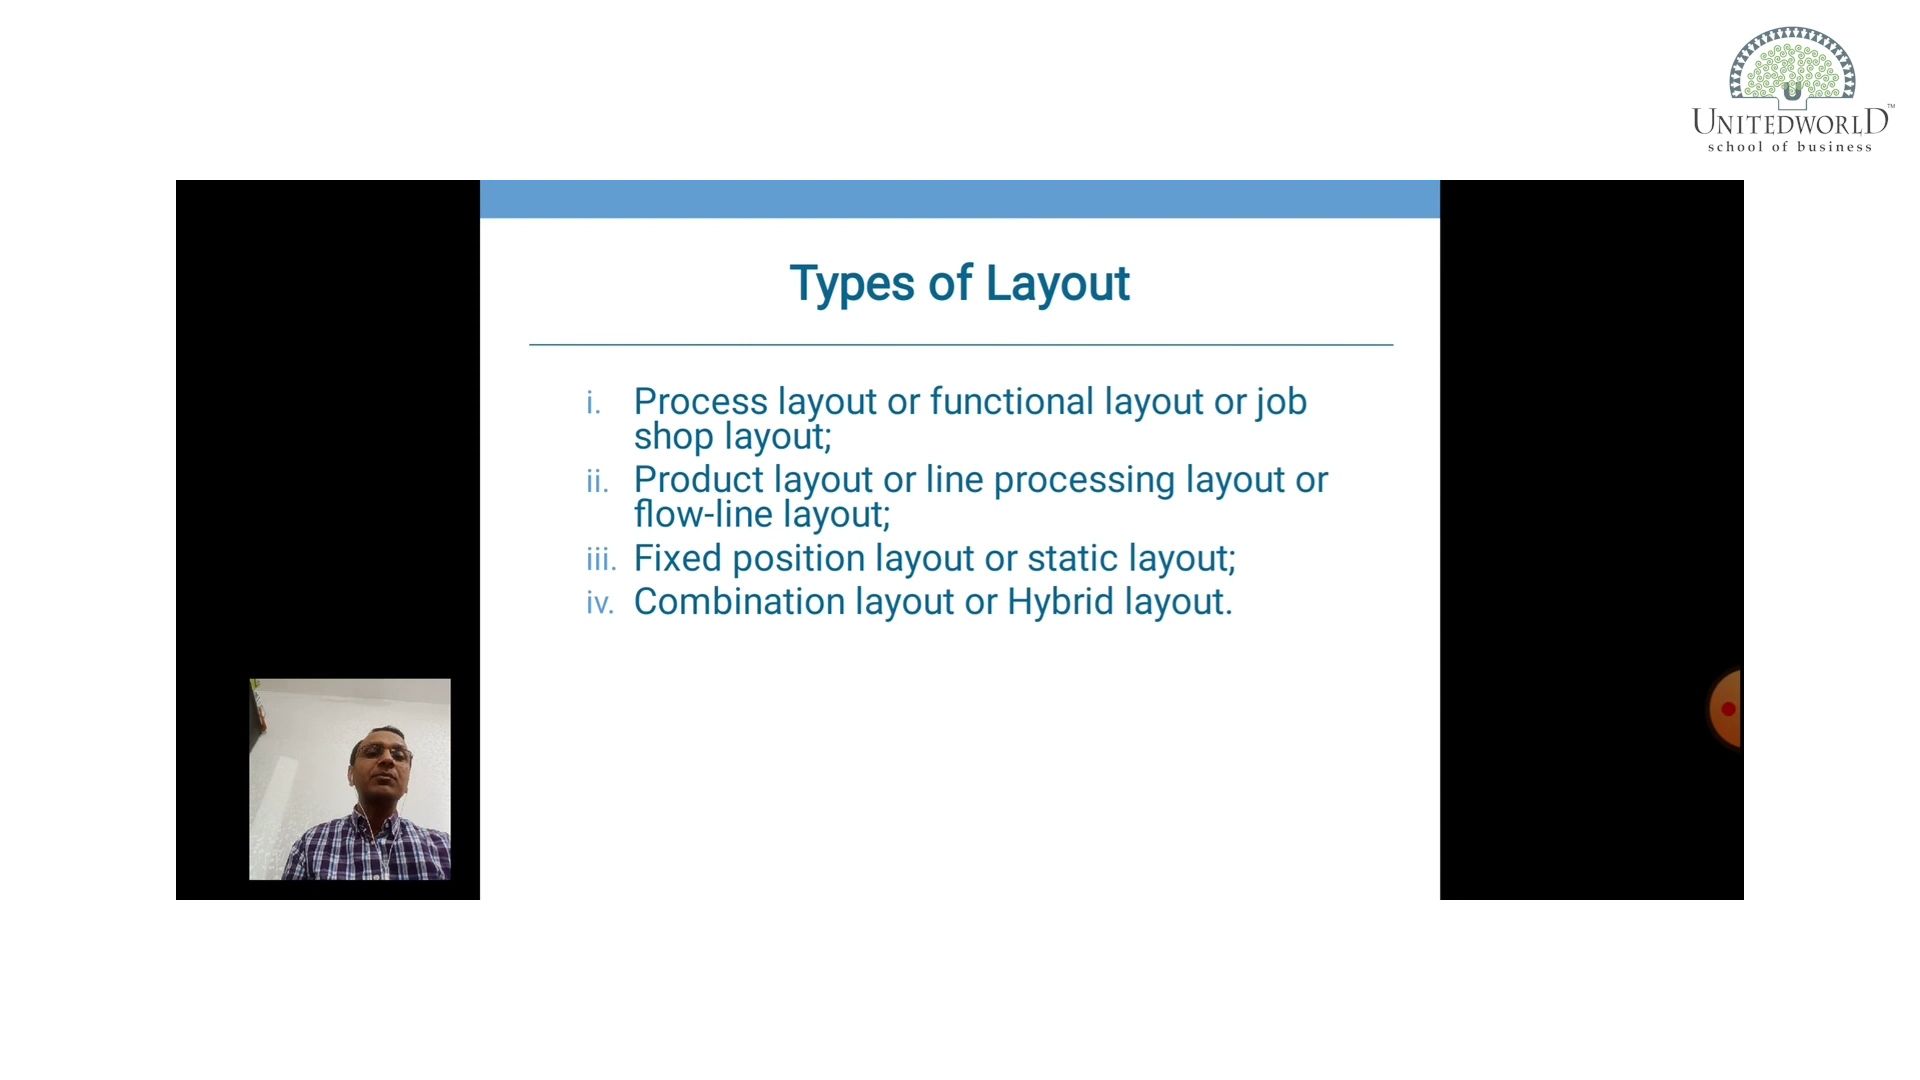 UNITEDWORLD™
school of business
Types of Layout
i. Process layout or functional layout or job
shop layout;
ii. Product layout or line processing layout or
flow-line layout;
iii. Fixed position layout or static layout;
iv. Combination layout or Hybrid layout.